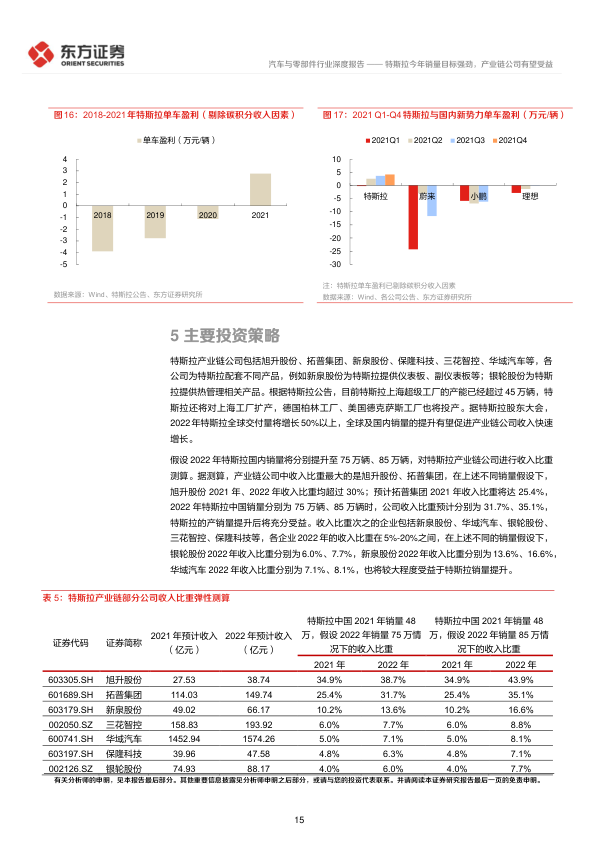 东方证券
ORIENT SECURITIES
汽车与零部件行业深度报告 —— 特斯拉今年销量目标强劲，产业链公司有望受益
图 16：2018-2021 年特斯拉单车盈利（剔除碳积分收入因素）
单车盈利（万元/辆）
4
3
2
1
0
-1
-2
-3
-4
-5
2018 2019 2020 2021
数据来源：Wind、特斯拉公告、东方证券研究所
图 17：2021 Q1-Q4 特斯拉与国内新势力单车盈利（万元/辆）
2021Q1 2021Q2 2021Q3 2021Q4
10
5
0
-5
-10
-15
-20
-25
-30
特斯拉 蔚来 小鹏 理想
注：特斯拉单车盈利已剔除碳积分收入因素
数据来源：Wind、各公司公告、东方证券研究所
5 主要投资策略
特斯拉产业链公司包括旭升股份、拓普集团、新泉股份、保隆科技、三花智控、华域汽车等，各
公司为特斯拉配套不同产品，例如新泉股份为特斯拉提供仪表板、副仪表板等；银轮股份为特斯
拉提供热管理相关产品。根据特斯拉公告，目前特斯拉上海超级工厂的产能已经超过 45 万辆，特
斯拉还将对上海工厂扩产，德国柏林工厂、美国德克萨斯工厂也将投产。据特斯拉股东大会，
2022 年特斯拉全球交付量将增长 50%以上，全球及国内销量的提升有望促进产业链公司收入快速
增长。
假设 2022 年特斯拉国内销量将分别提升至 75 万辆、85 万辆，对特斯拉产业链公司进行收入比重
测算。据测算，产业链公司中收入比重最大的是旭升股份、拓普集团，在上述不同销量假设下，
旭升股份 2021 年、2022 年收入比重均超过 30%；预计拓普集团 2021 年收入比重将达 25.4%，
2022 年特斯拉中国销量分别为 75 万辆、85 万辆时，公司收入比重预计分别为 31.7%、35.1%，
特斯拉的产销量提升后将充分受益。收入比重次之的企业包括新泉股份、华域汽车、银轮股份、
三花智控、保隆科技等，各企业 2022 年的收入比重在 5%-20%之间，在上述不同的销量假设下，
银轮股份 2022 年收入比重分别为 6.0%、7.7%，新泉股份 2022 年收入比重分别为 13.6%、16.6%，
华域汽车 2022 年收入比重分别为 7.1%、8.1%，也将较大程度受益于特斯拉销量提升。
表 5：特斯拉产业链部分公司收入比重弹性测算
证券代码 证券简称 2021 年预计收入（亿元） 2022 年预计收入（亿元） 特斯拉中国 2021 年销量 48 万，假设 2022 年销量 75 万情况下的收入比重 特斯拉中国 2021 年销量 48 万，假设 2022 年销量 85 万情况下的收入比重
2021 年 2022 年 2021 年 2022 年
603305.SH 旭升股份 27.53 38.74 34.9% 38.7% 34.9% 43.9%
601689.SH 拓普集团 114.03 149.74 25.4% 31.7% 25.4% 35.1%
603179.SH 新泉股份 49.02 66.17 10.2% 13.6% 10.2% 16.6%
002050.SZ 三花智控 158.83 193.92 6.0% 7.7% 6.0% 8.8%
600741.SH 华域汽车 1452.94 1574.26 5.0% 7.1% 5.0% 8.1%
603197.SH 保隆科技 39.96 47.58 4.8% 6.3% 4.8% 7.1%
002126.SZ 银轮股份 74.93 88.17 4.0% 6.0% 4.0% 7.7%
有关分析师的申明，见本报告最后部分。其他重要信息披露见分析师申明之后部分，或请与您的投资代表联系。并请阅读本证券研究报告最后一页的免责申明。
15